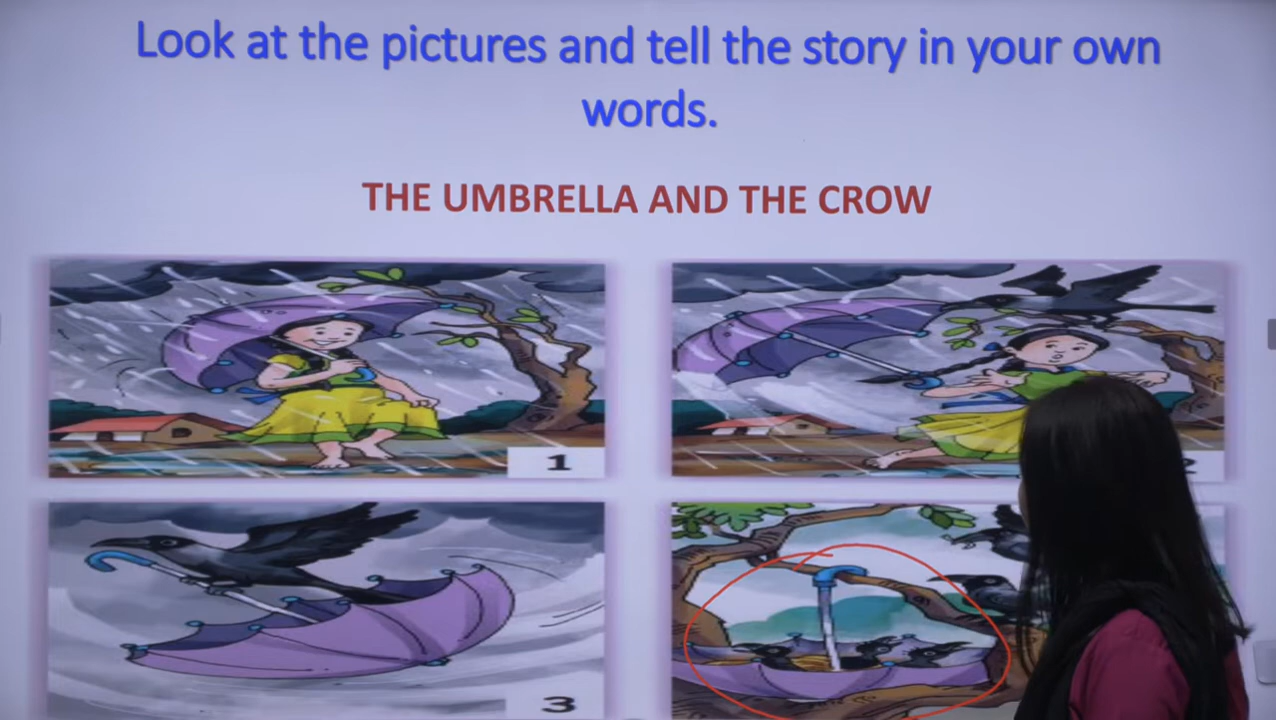 Look at the pictures and tell the story in your own
words.
THE UMBRELLA AND THE CROW
1
2
3